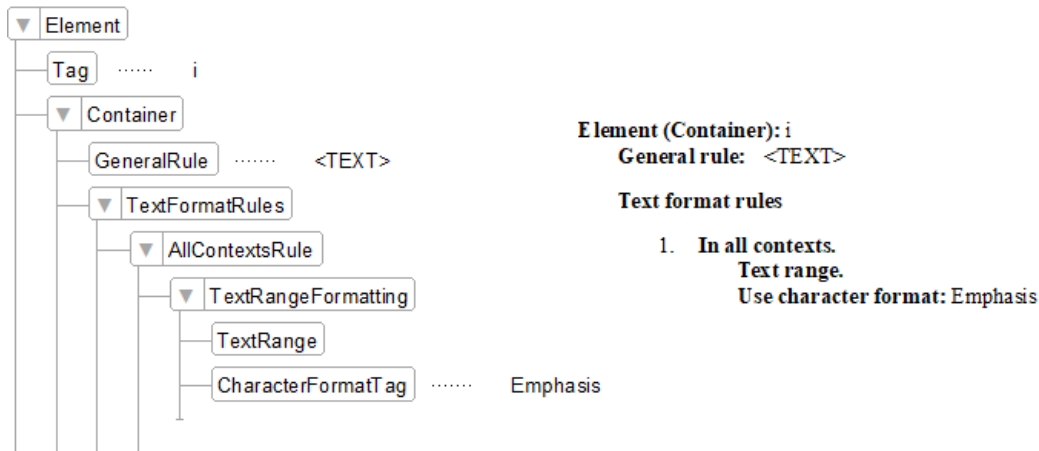 Element
Tag ...... i
Container
GeneralRule ....... <TEXT>
TextFormatRules
AllContextsRule
TextRangeFormatting
TextRange
CharacterFormatTag ....... Emphasis
Element (Container): i
General rule: <TEXT>
Text format rules
1. In all contexts.
Text range.
Use character format: Emphasis